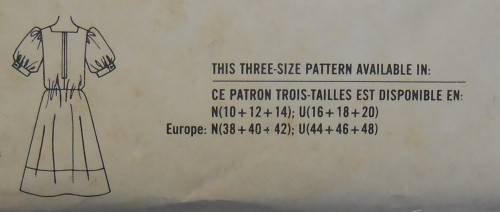 THIS THREE-SIZE PATTERN AVAILABLE IN:
CE PATRON TROIS-TAILLES EST DISPONIBLE EN:
N(10+12+14); U(16+18+20)
Europe: N(38+40+42); U(44+46+48)